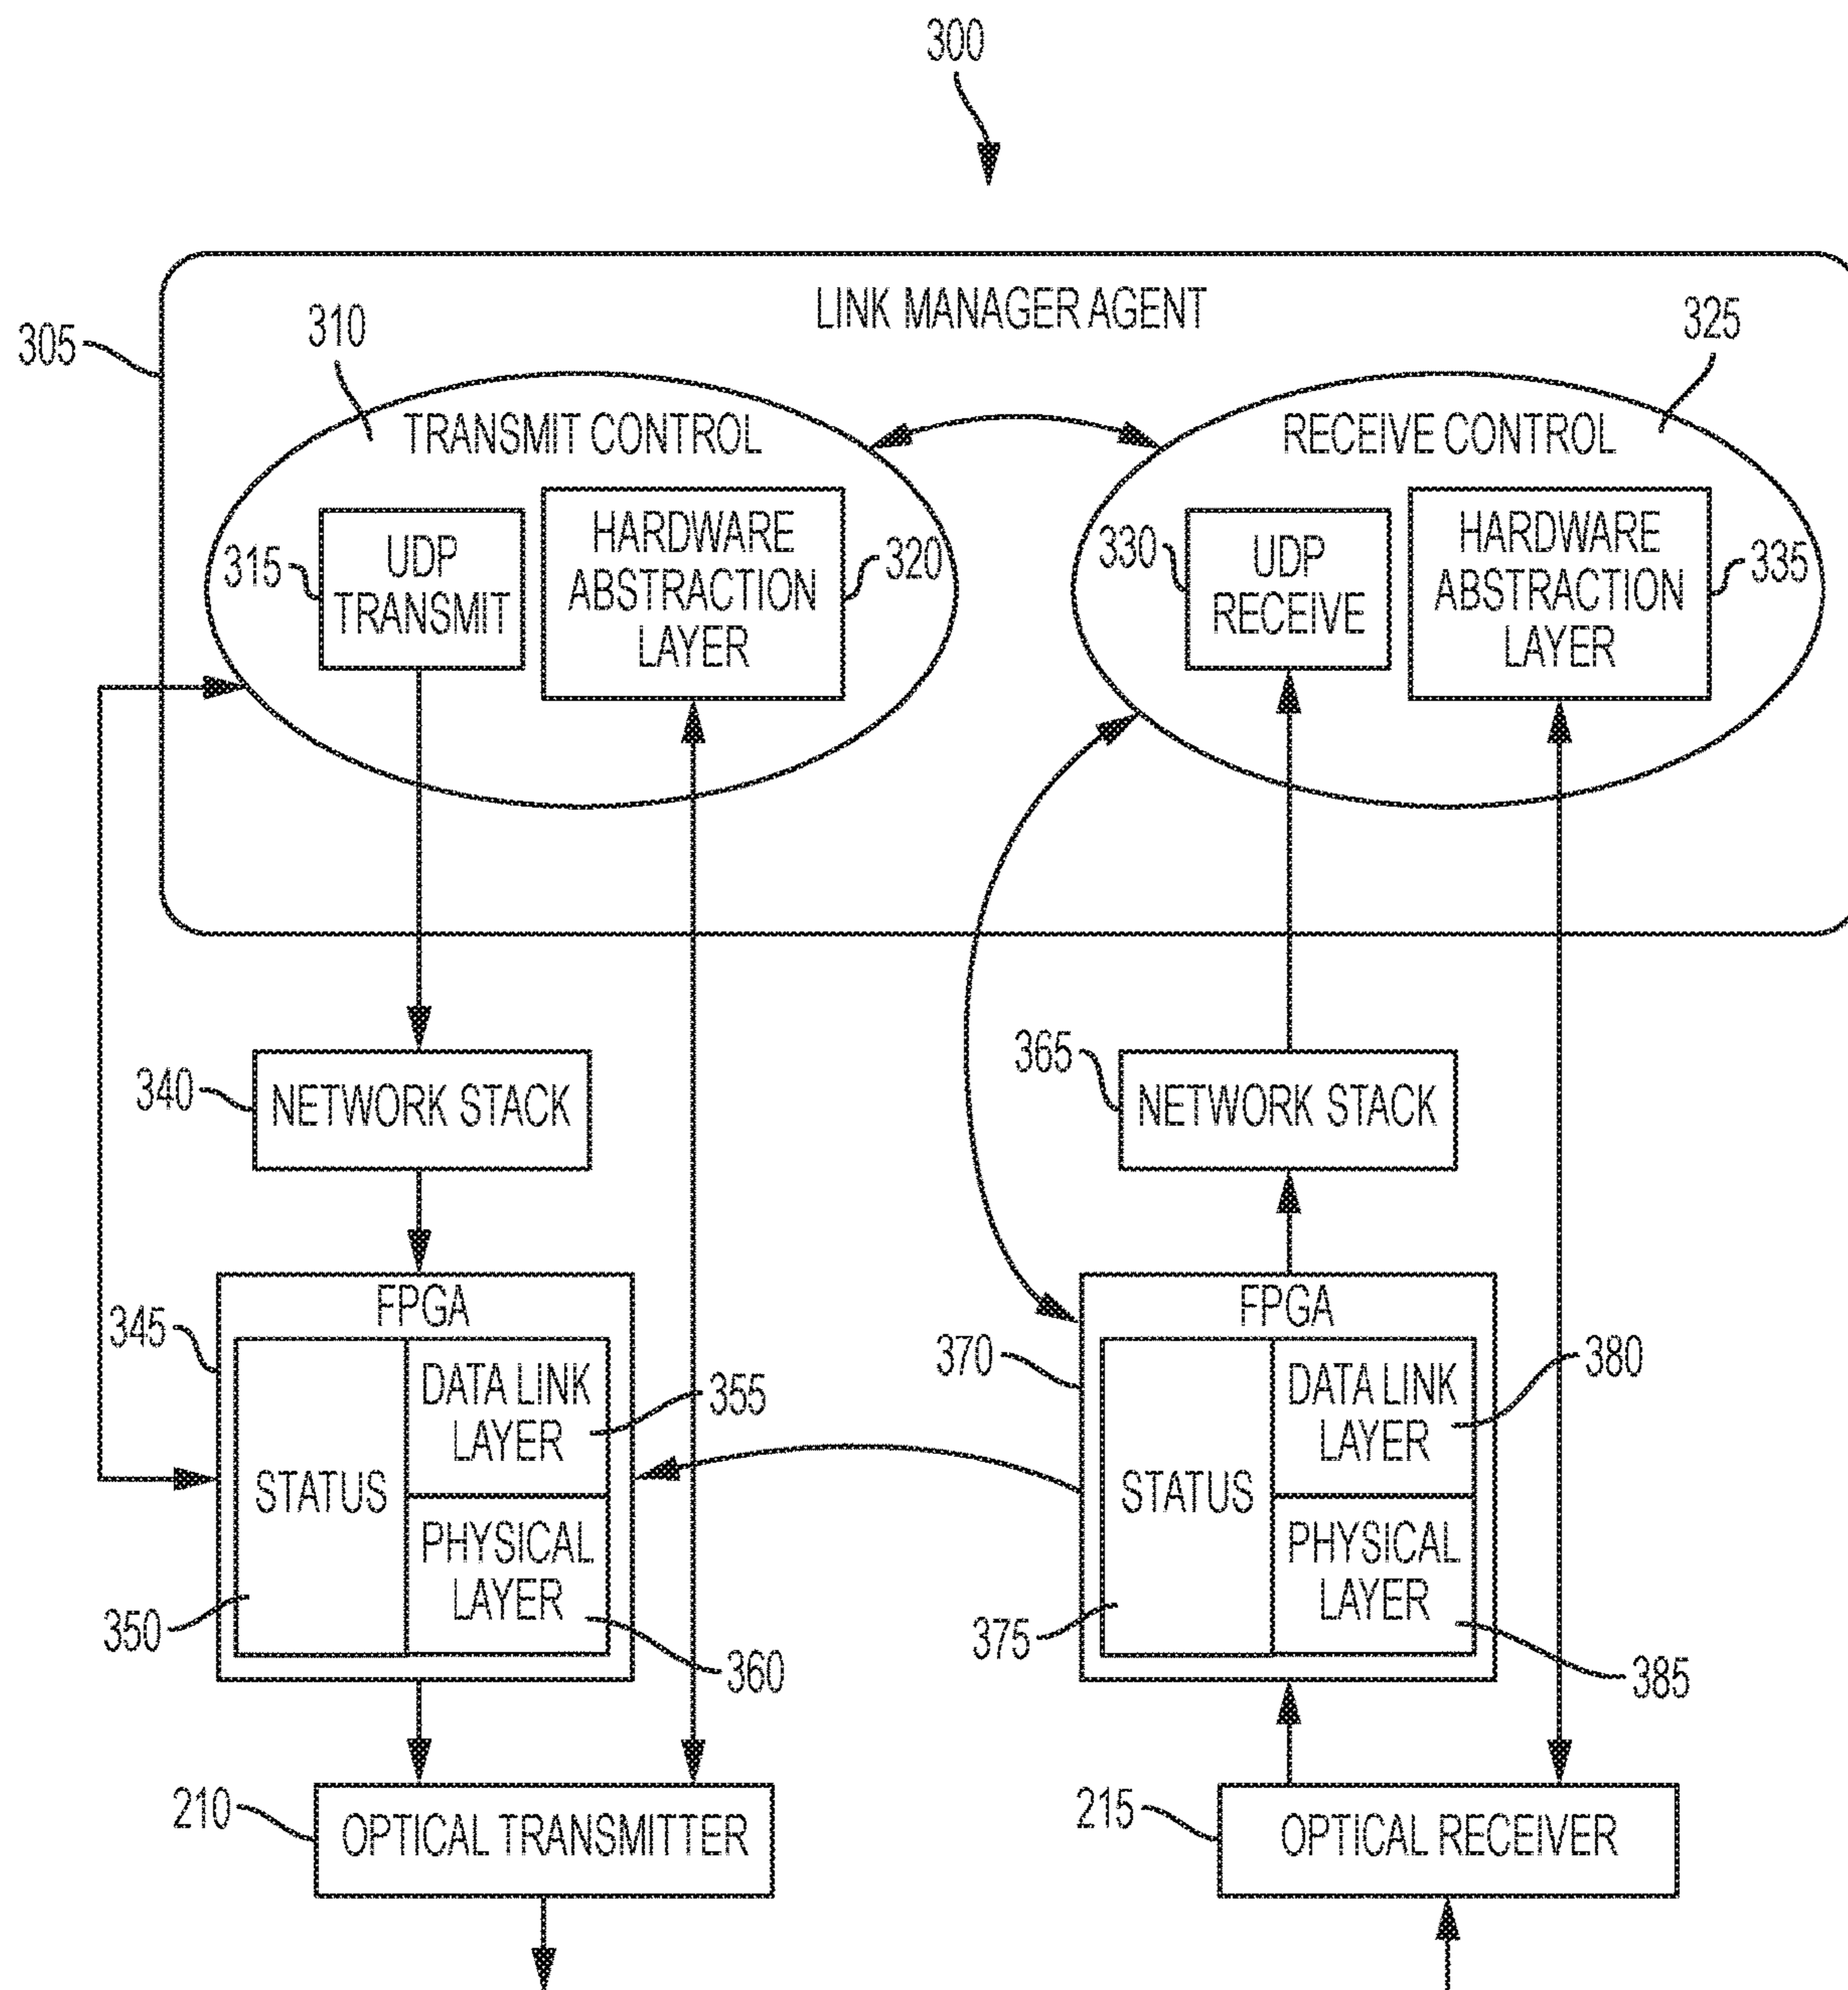 300
LINK MANAGER AGENT
305
310
325
TRANSMIT CONTROL
RECEIVE CONTROL
315
UDP
TRANSMIT
HARDWARE
ABSTRACTION
LAYER
320
330
UDP
RECEIVE
HARDWARE
ABSTRACTION
LAYER
335
340
NETWORK STACK
365
NETWORK STACK
345
FPGA
STATUS
350
DATA LINK
LAYER
355
PHYSICAL
LAYER
360
370
FPGA
STATUS
375
DATA LINK
LAYER
380
PHYSICAL
LAYER
385
210
OPTICAL TRANSMITTER
215
OPTICAL RECEIVER